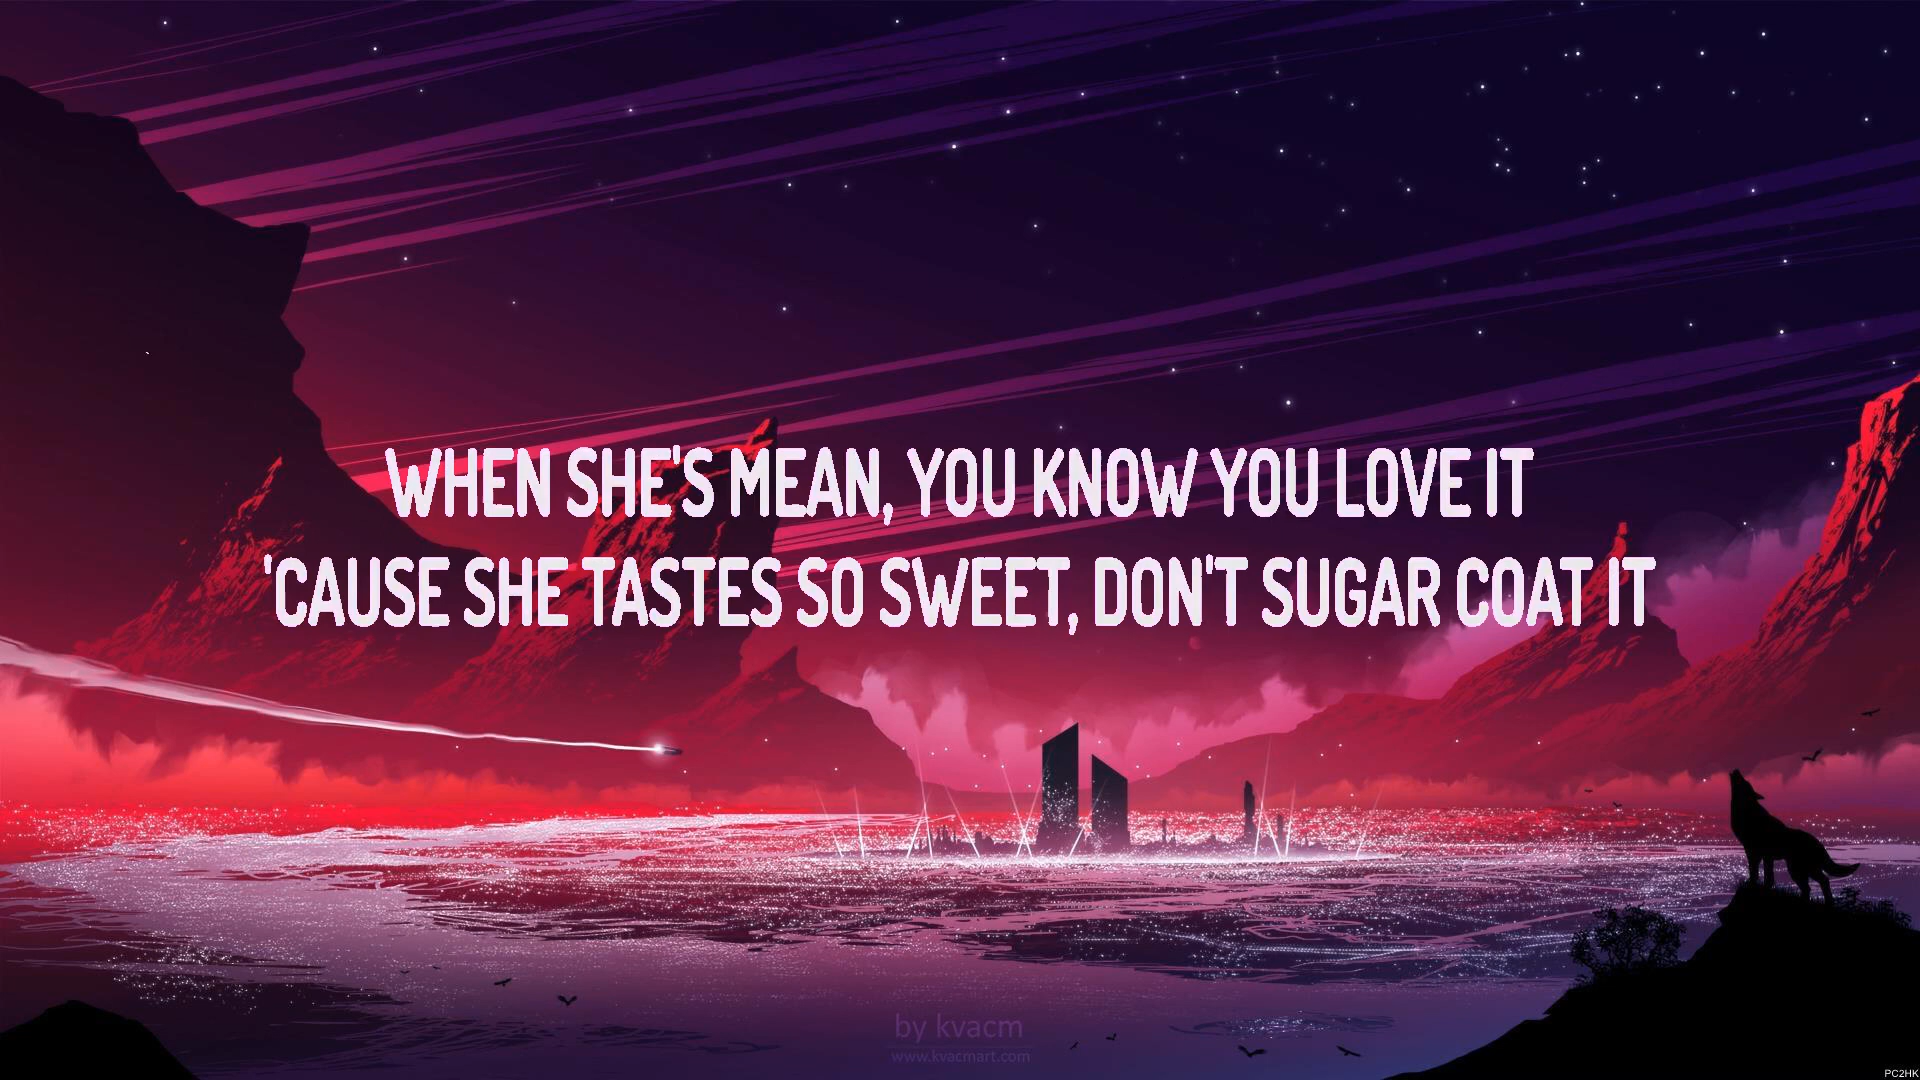 WHEN SHE'S MEAN, YOU KNOW YOU LOVE IT
'CAUSE SHE TASTES SO SWEET, DON'T SUGAR COAT IT
by kvacm
www.kvacmart.com
PC2HK